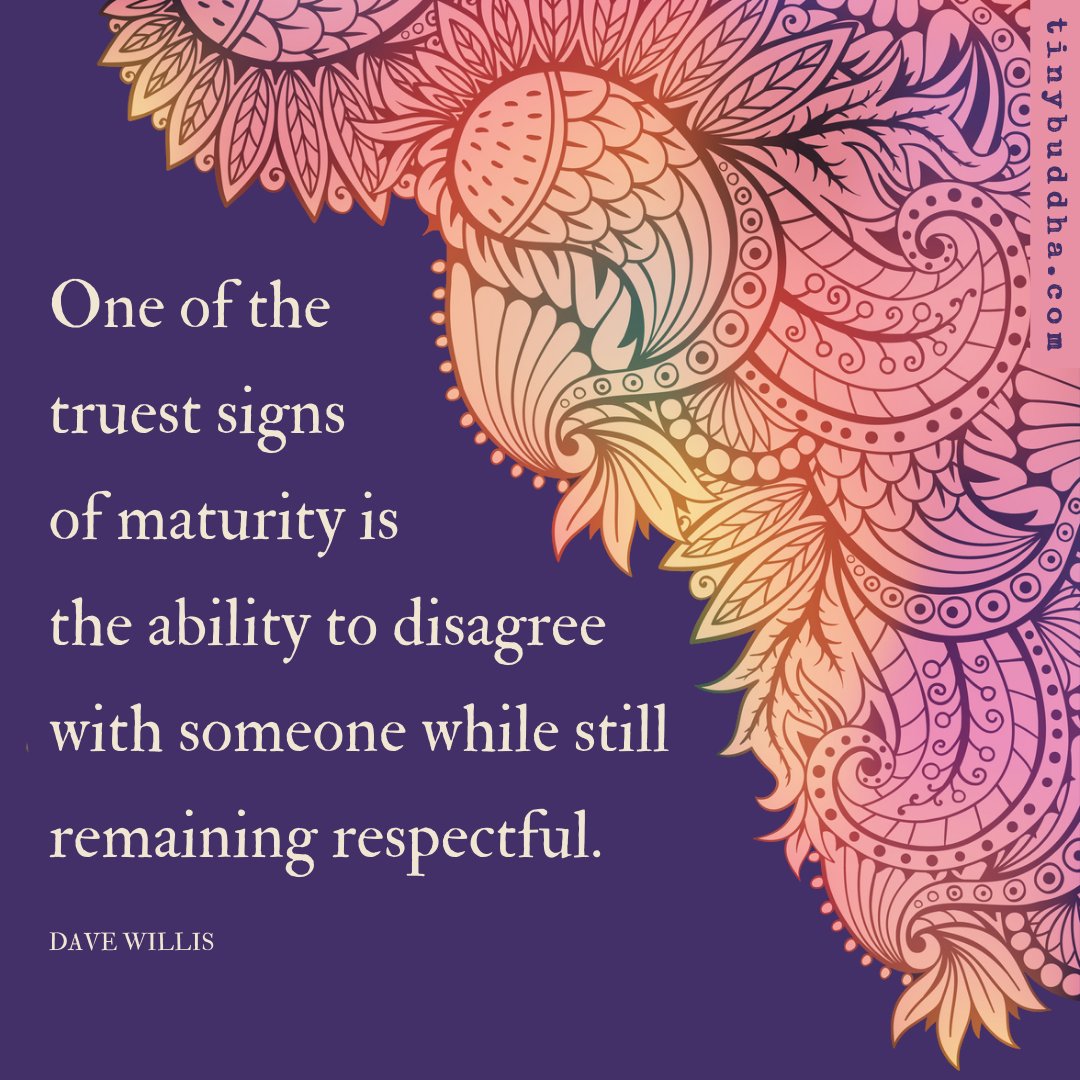 One of the
truest signs
of maturity is
the ability to disagree
with someone while still
remaining respectful.
DAVE WILLIS
tinybuddha.com